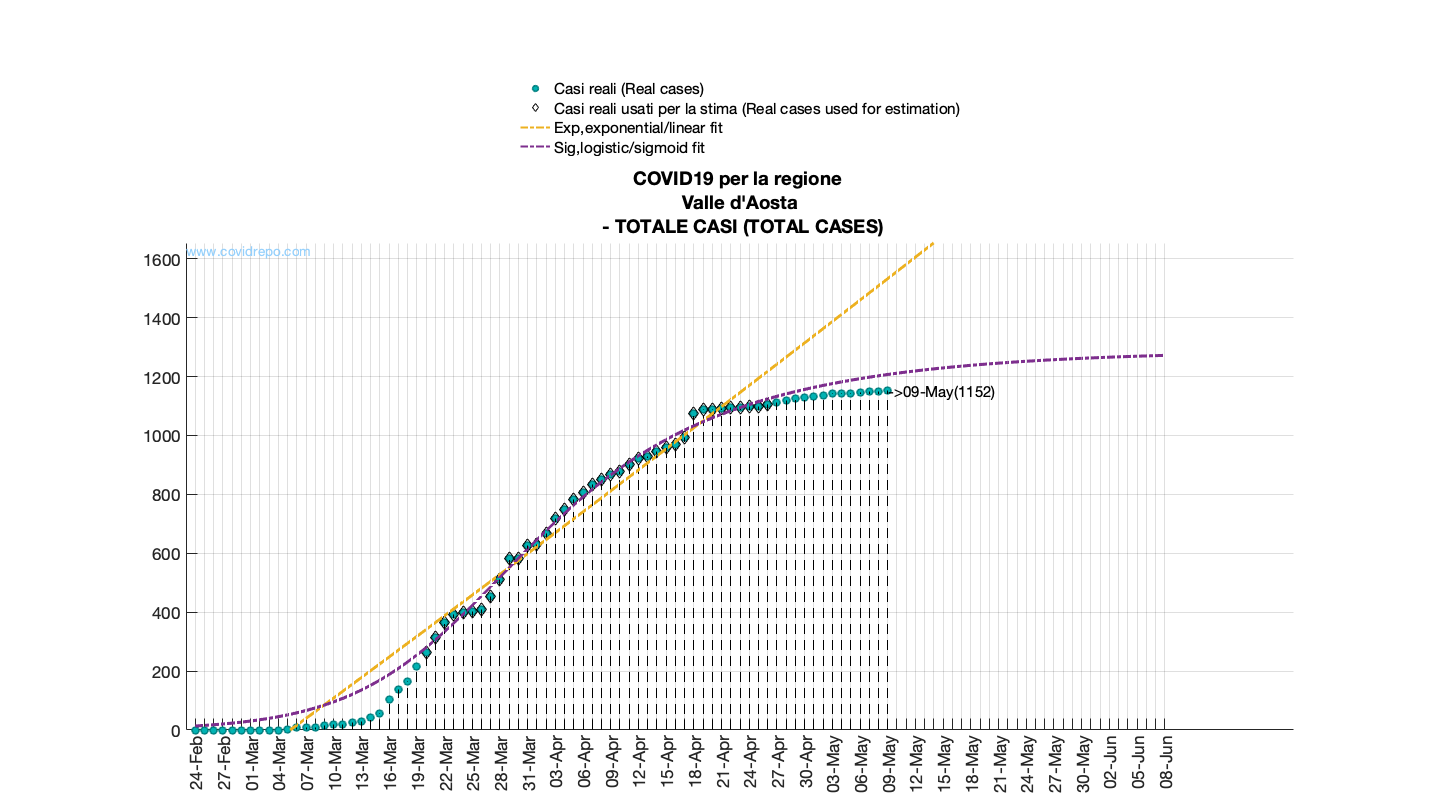 Casi reali (Real cases)
Casi reali usati per la stima (Real cases used for estimation)
Exp,exponential/linear fit
Sig,logistic/sigmoid fit
COVID19 per la regione
Valle d'Aosta
- TOTALE CASI (TOTAL CASES)
www.covidrepo.com
1600
1400
1200
1000
800
600
400
200
0
->09-May(1152)
24-Feb
27-Feb
01-Mar
04-Mar
07-Mar
10-Mar
13-Mar
16-Mar
19-Mar
22-Mar
25-Mar
28-Mar
31-Mar
03-Apr
06-Apr
09-Apr
12-Apr
15-Apr
18-Apr
21-Apr
24-Apr
27-Apr
30-Apr
03-May
06-May
09-May
12-May
15-May
18-May
21-May
24-May
27-May
30-May
02-Jun
05-Jun
08-Jun